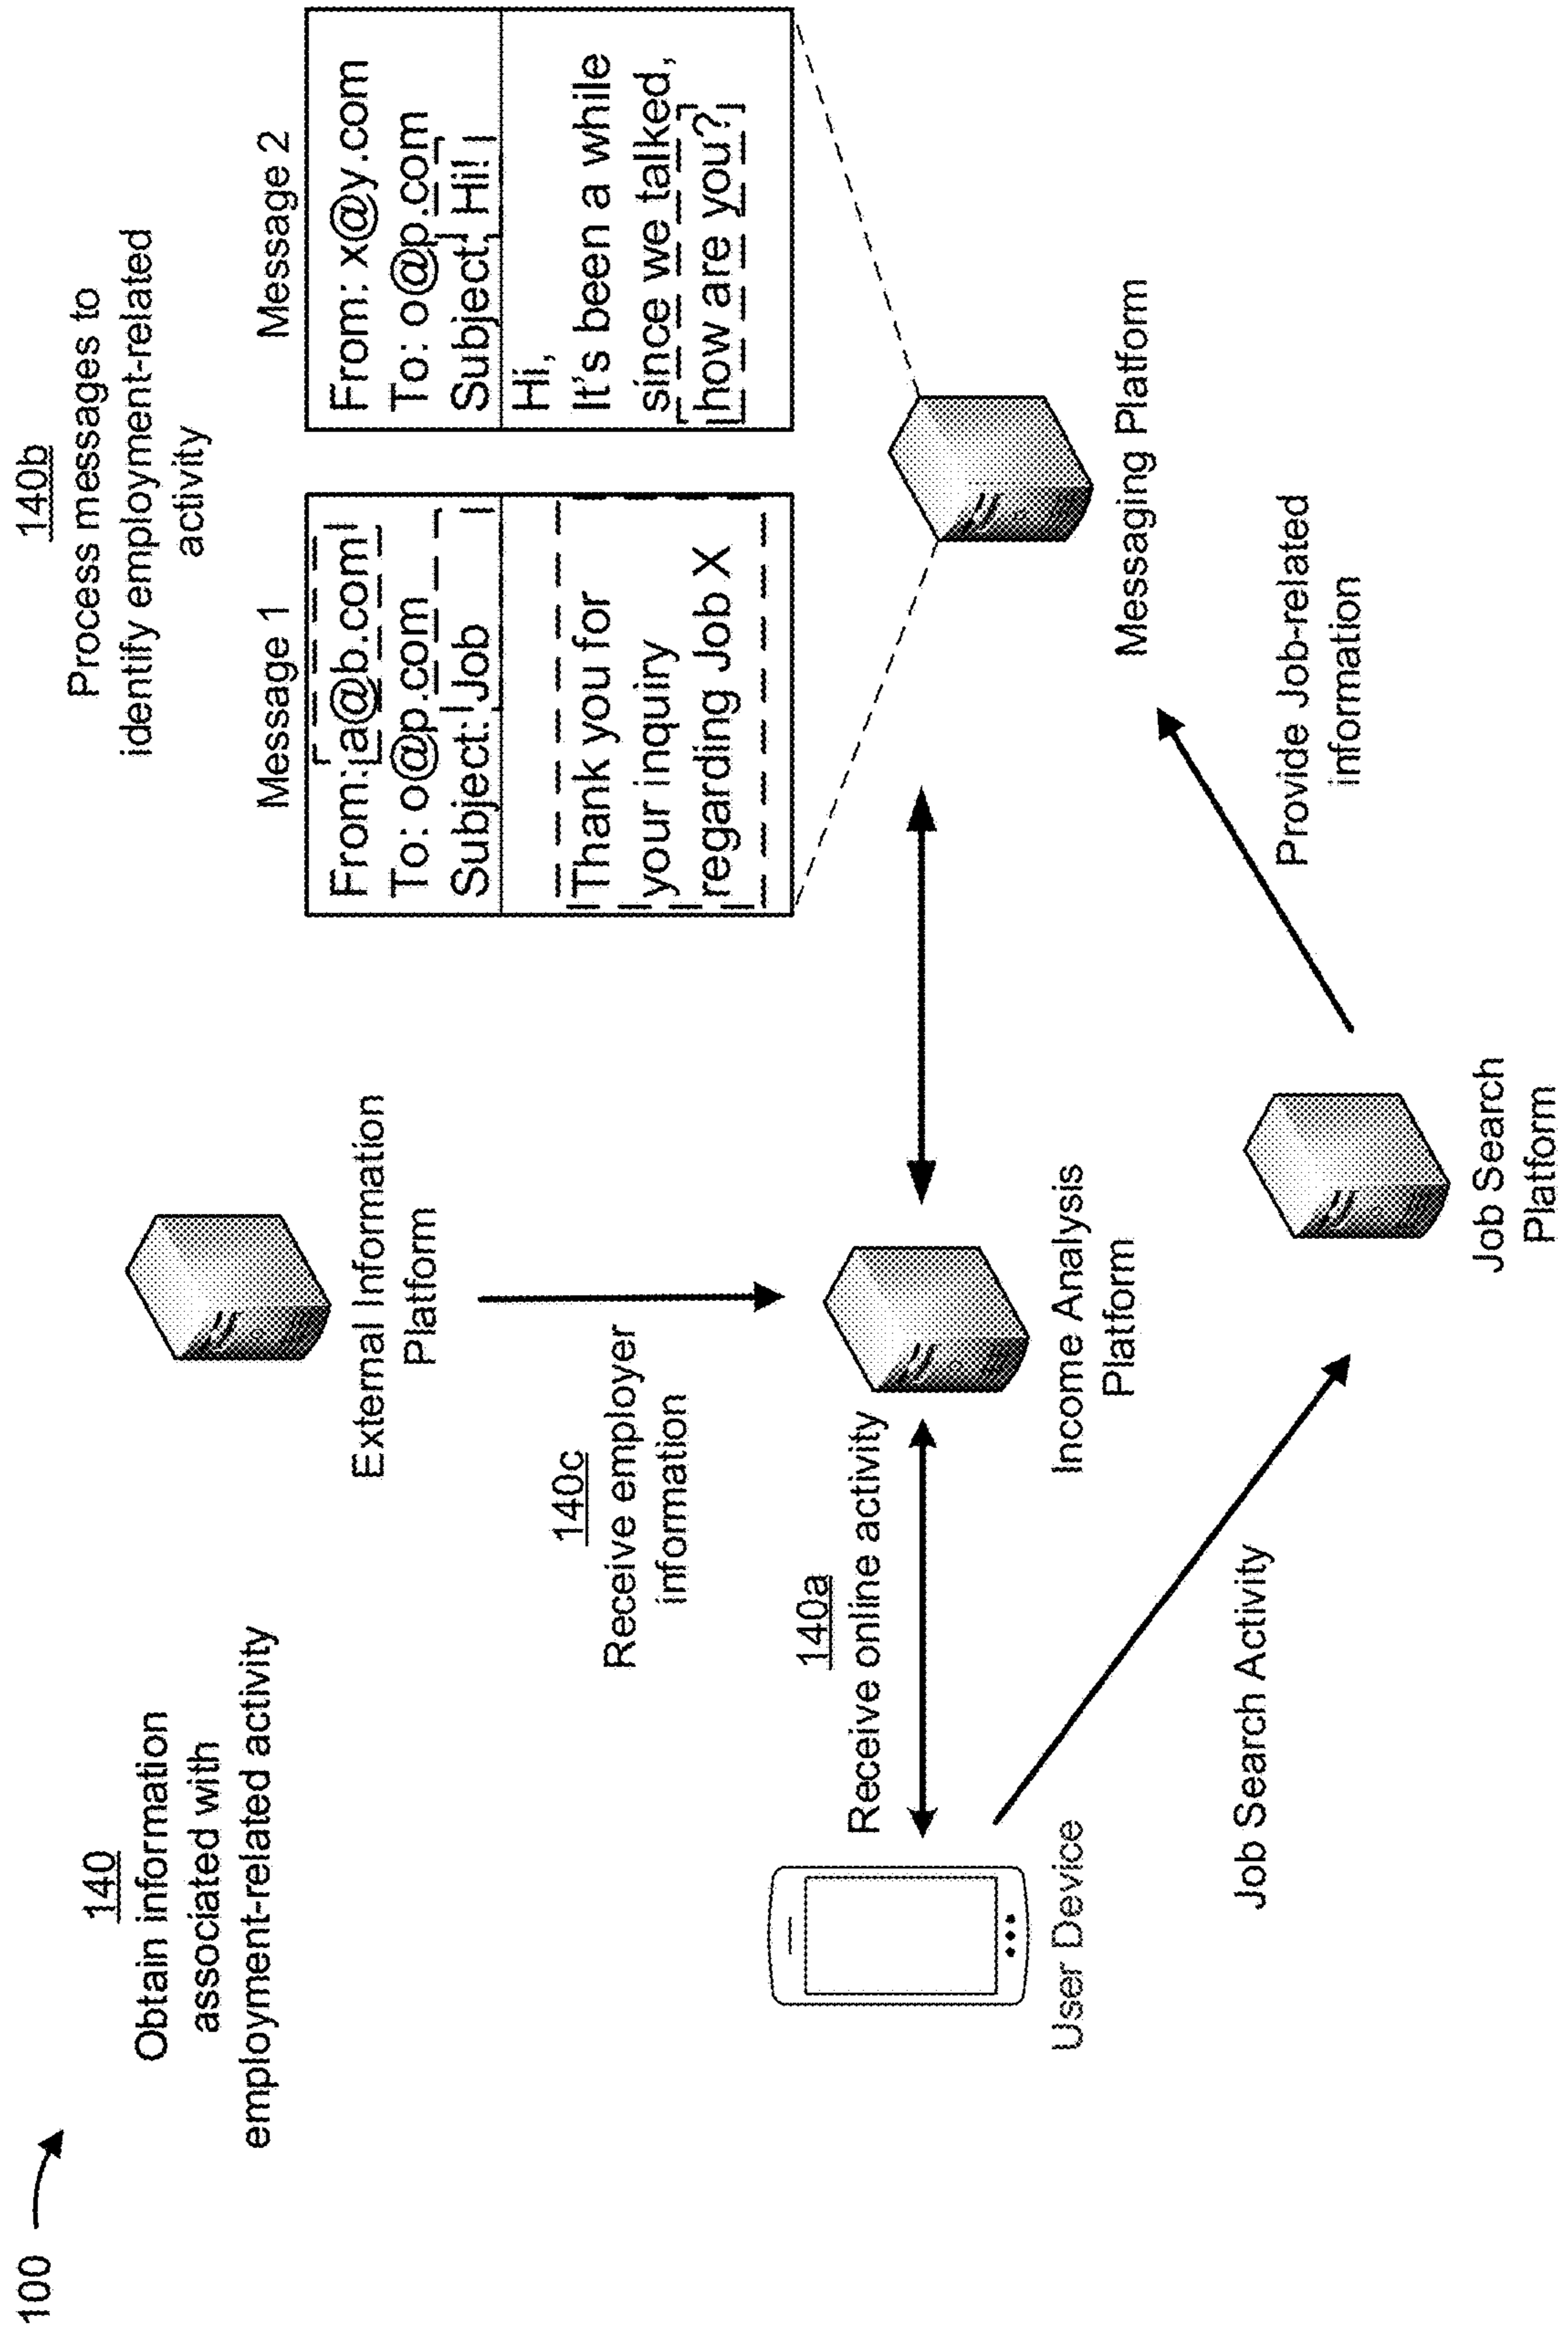 100
140
Obtain information
associated with
employment-related activity
140b
Process messages to
identify employment-related
activity
External Information
Platform
140c
Receive employer
information
Message 1
From: a@b.com
To: o@p.com
Subject: Job
Thank you for
your inquiry
regarding Job X
Message 2
From: x@y.com
To: o@p.com
Subject: Hi!
Hi,
It's been a while
since we talked,
how are you?
140a
Receive online activity
User Device
Income Analysis
Platform
Messaging Platform
Job Search Activity
Job Search
Platform
Provide Job-related
information